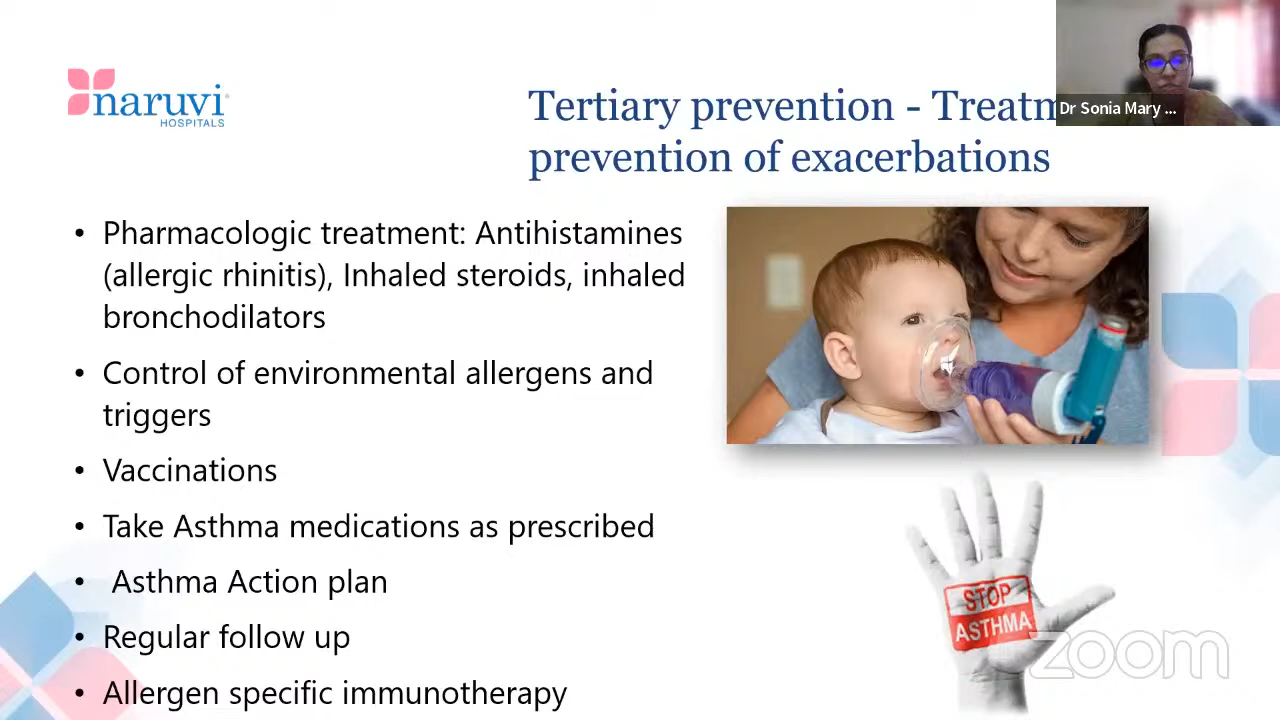 naruvi
HOSPITALS
Tertiary prevention - Treatm
prevention of exacerbations
Dr Sonia Mary ...
• Pharmacologic treatment: Antihistamines
(allergic rhinitis), Inhaled steroids, inhaled
bronchodilators
• Control of environmental allergens and
triggers
• Vaccinations
• Take Asthma medications as prescribed
• Asthma Action plan
• Regular follow up
• Allergen specific immunotherapy
STOP
ASTHMA
zoom